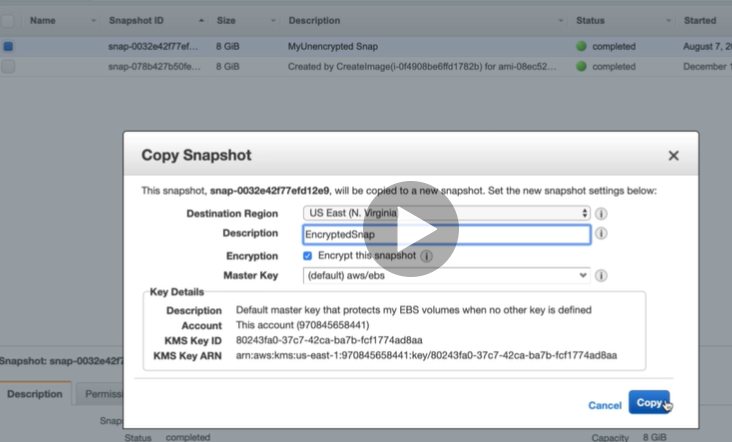 Name Snapshot ID Size Description Status Started
snap-0032e42f77ef... 8 GiB MyUnencrypted Snap completed August 7,
snap-078b427b50fe... 8 GiB Created by CreateImage(i-0f4908be6ffd1782b) for ami-08ec52... completed December
Copy Snapshot
This snapshot, snap-0032e42f77efd12e9, will be copied to a new snapshot. Set the new snapshot settings below:
Destination Region US East (N. Virginia
Description EncryptedSnap
Encryption Encrypt this snapshot
Master Key (default) aws/ebs
Key Details
Description Default master key that protects my EBS volumes when no other key is defined
Account This account (970845658441)
KMS Key ID 80243fa0-37c7-42ca-ba7b-fcf1774ad8aa
KMS Key ARN arn:aws:kms:us-east-1:970845658441:key/80243fa0-37c7-42ca-ba7b-fcf1774ad8aa
Cancel Copy
Snapshot: snap-0032e42f7
Description Permiss
Snap
Status completed Capacity 8 GiB